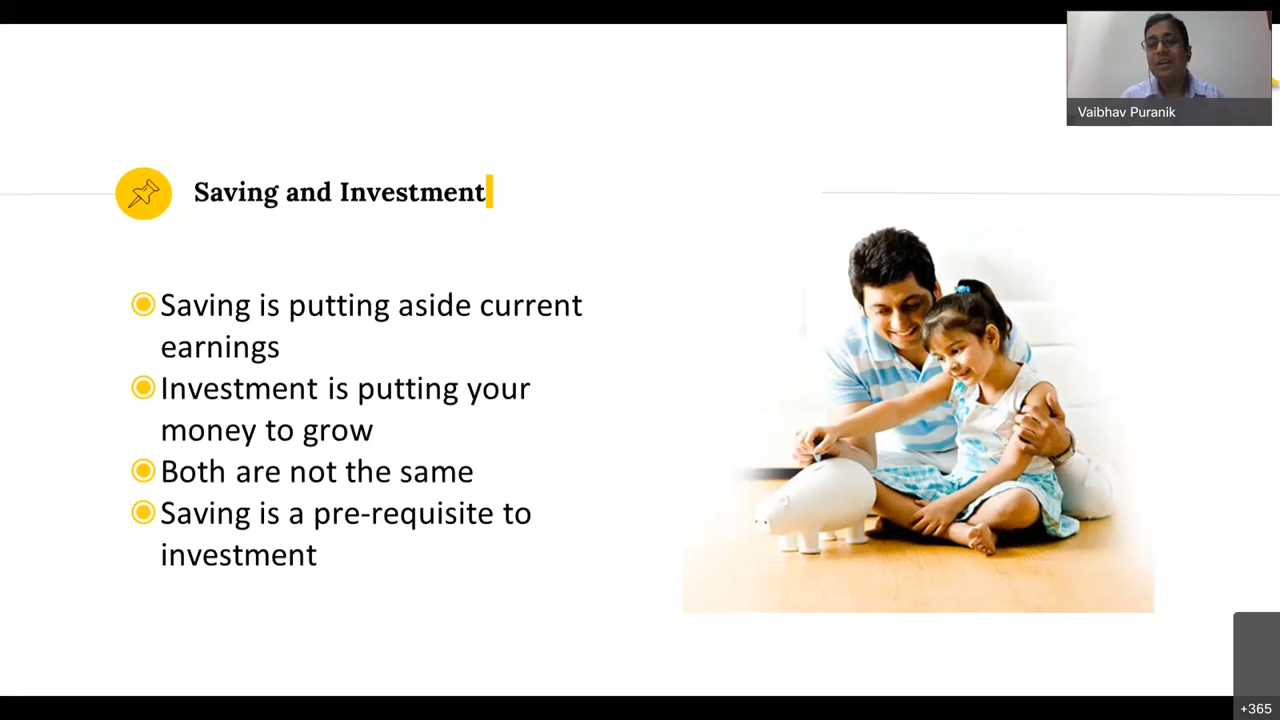 Vaibhav Puranik
Saving and Investment
Saving is putting aside current
earnings
Investment is putting your
money to grow
Both are not the same
Saving is a pre-requisite to
investment
+365